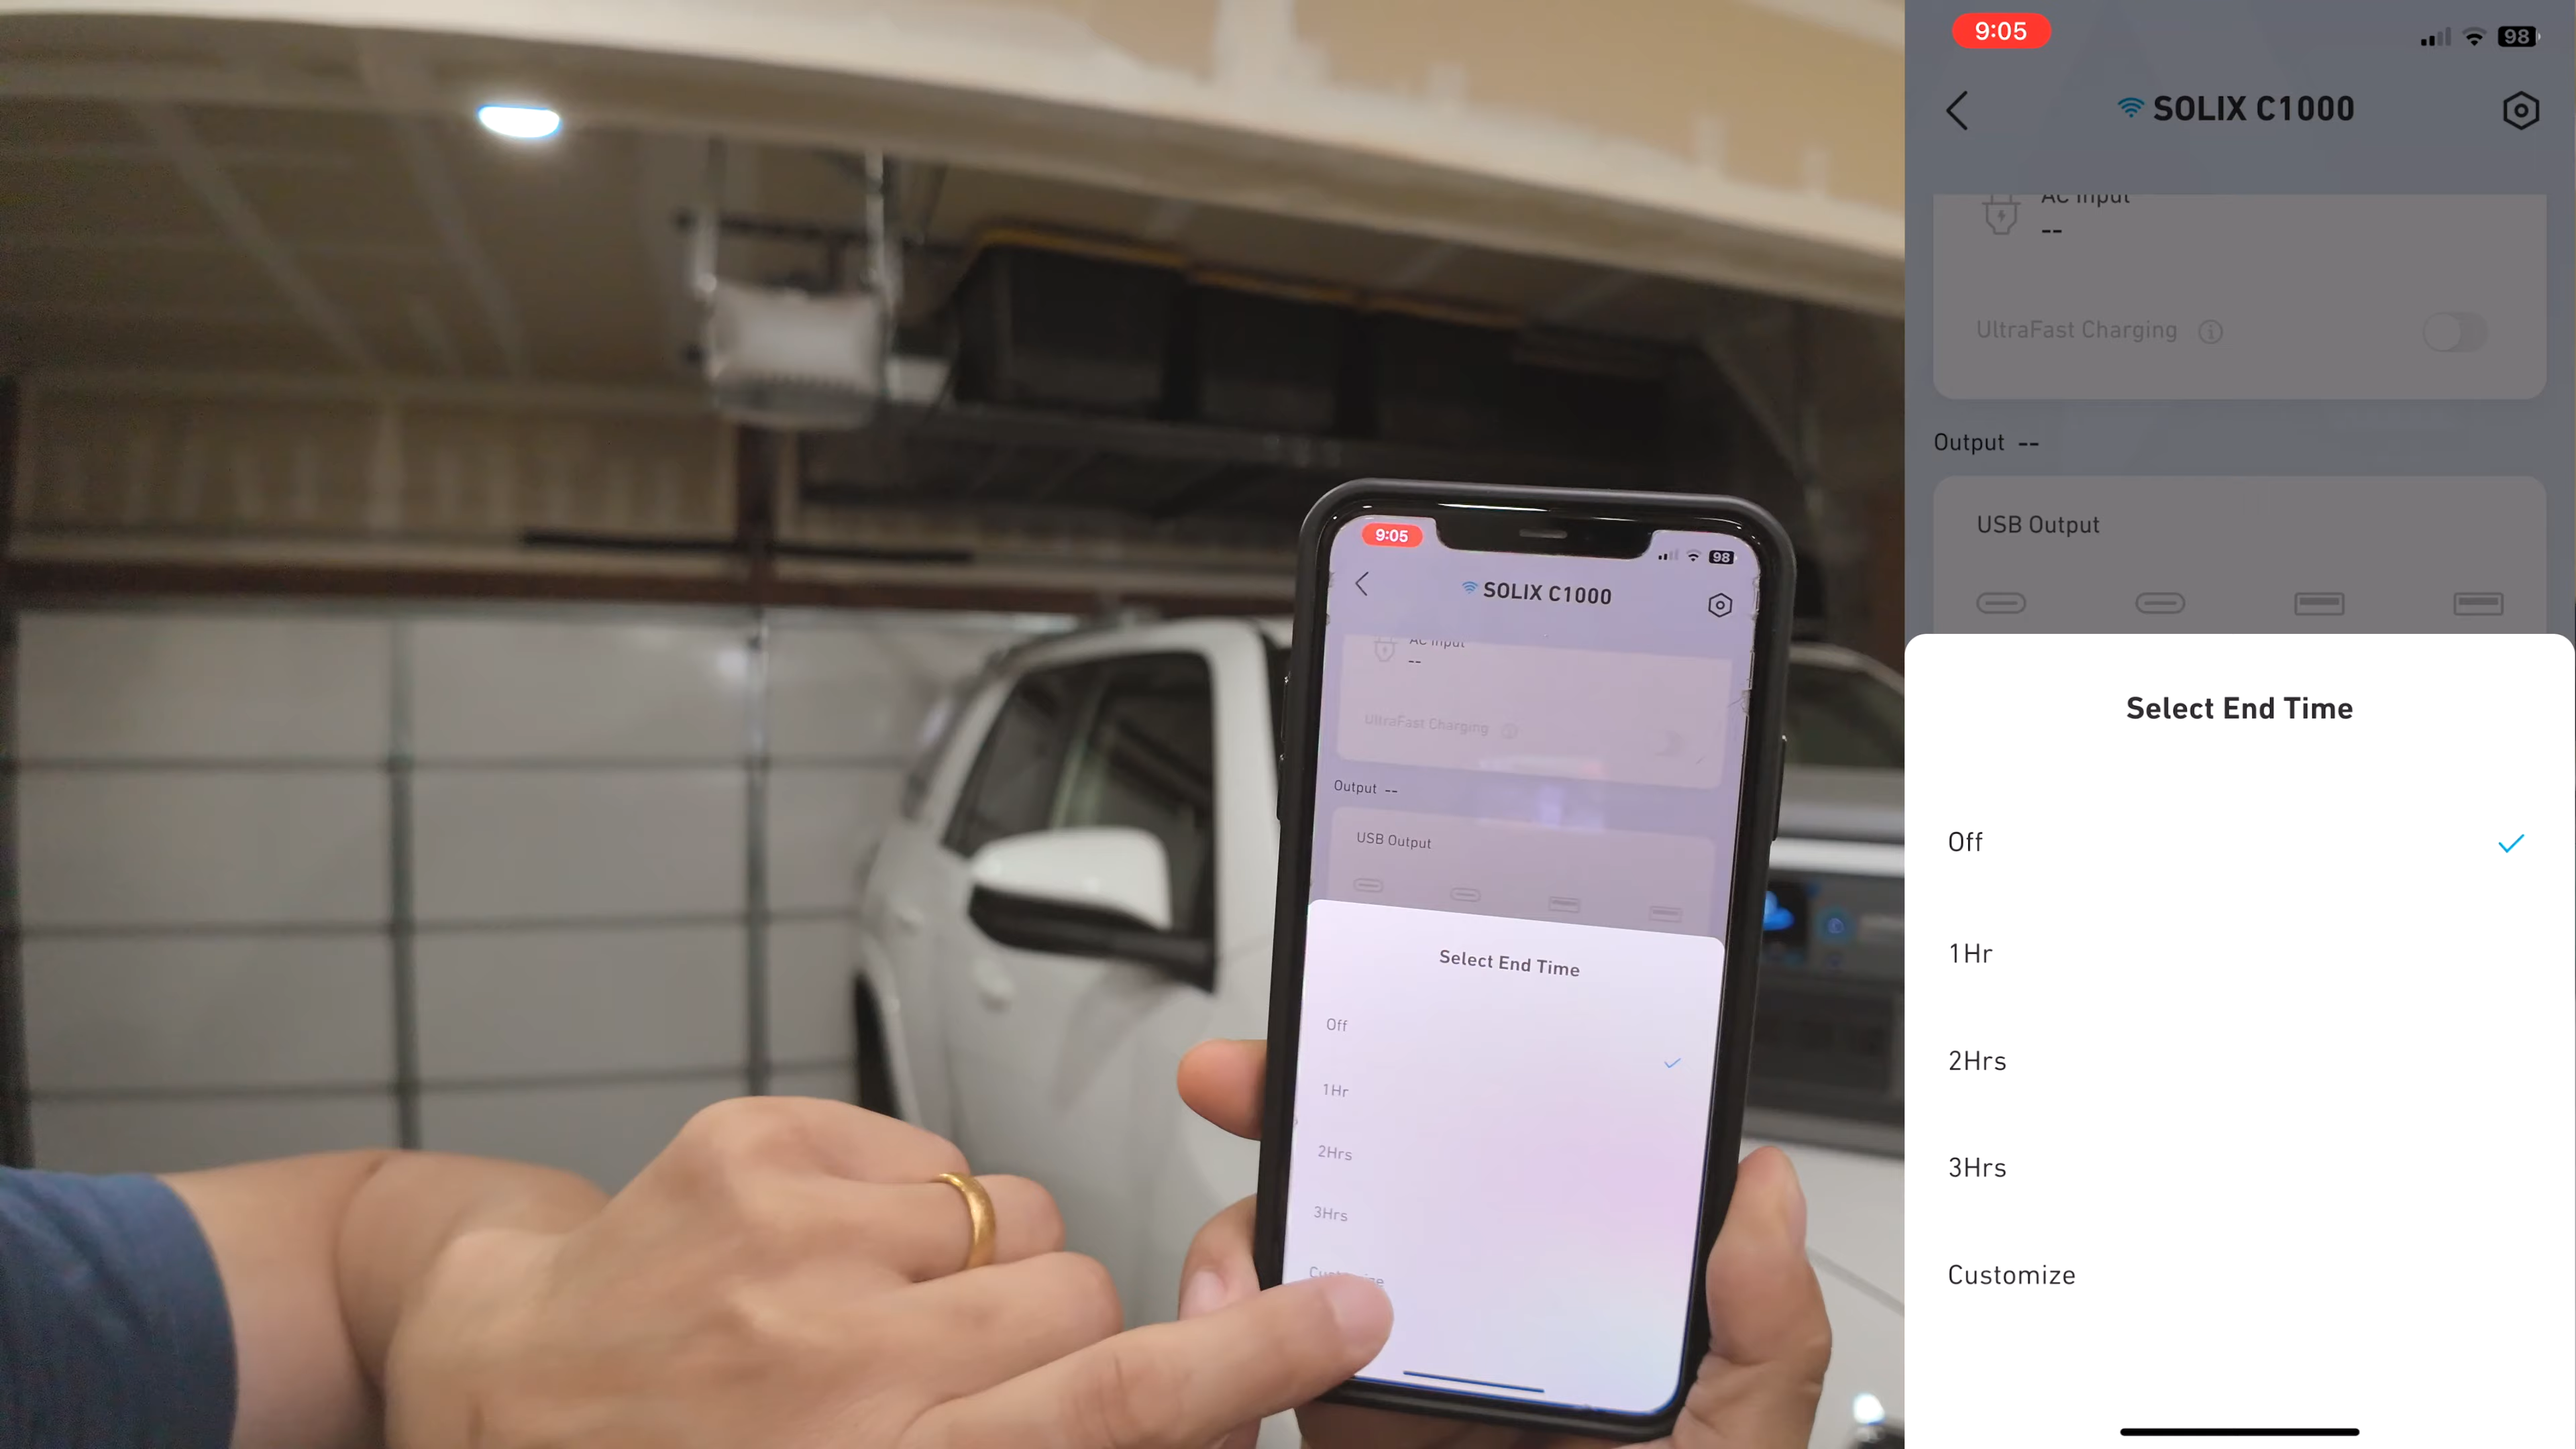 9:05
98
SOLIX C1000
AC Input
--
UltraFast Charging
Output --
USB Output
Select End Time
Off
1Hr
2Hrs
3Hrs
Customize
9:05
98
SOLIX C1000
AC Input
--
UltraFast Charging
Output --
USB Output
Select End Time
Off
1Hr
2Hrs
3Hrs
Customize